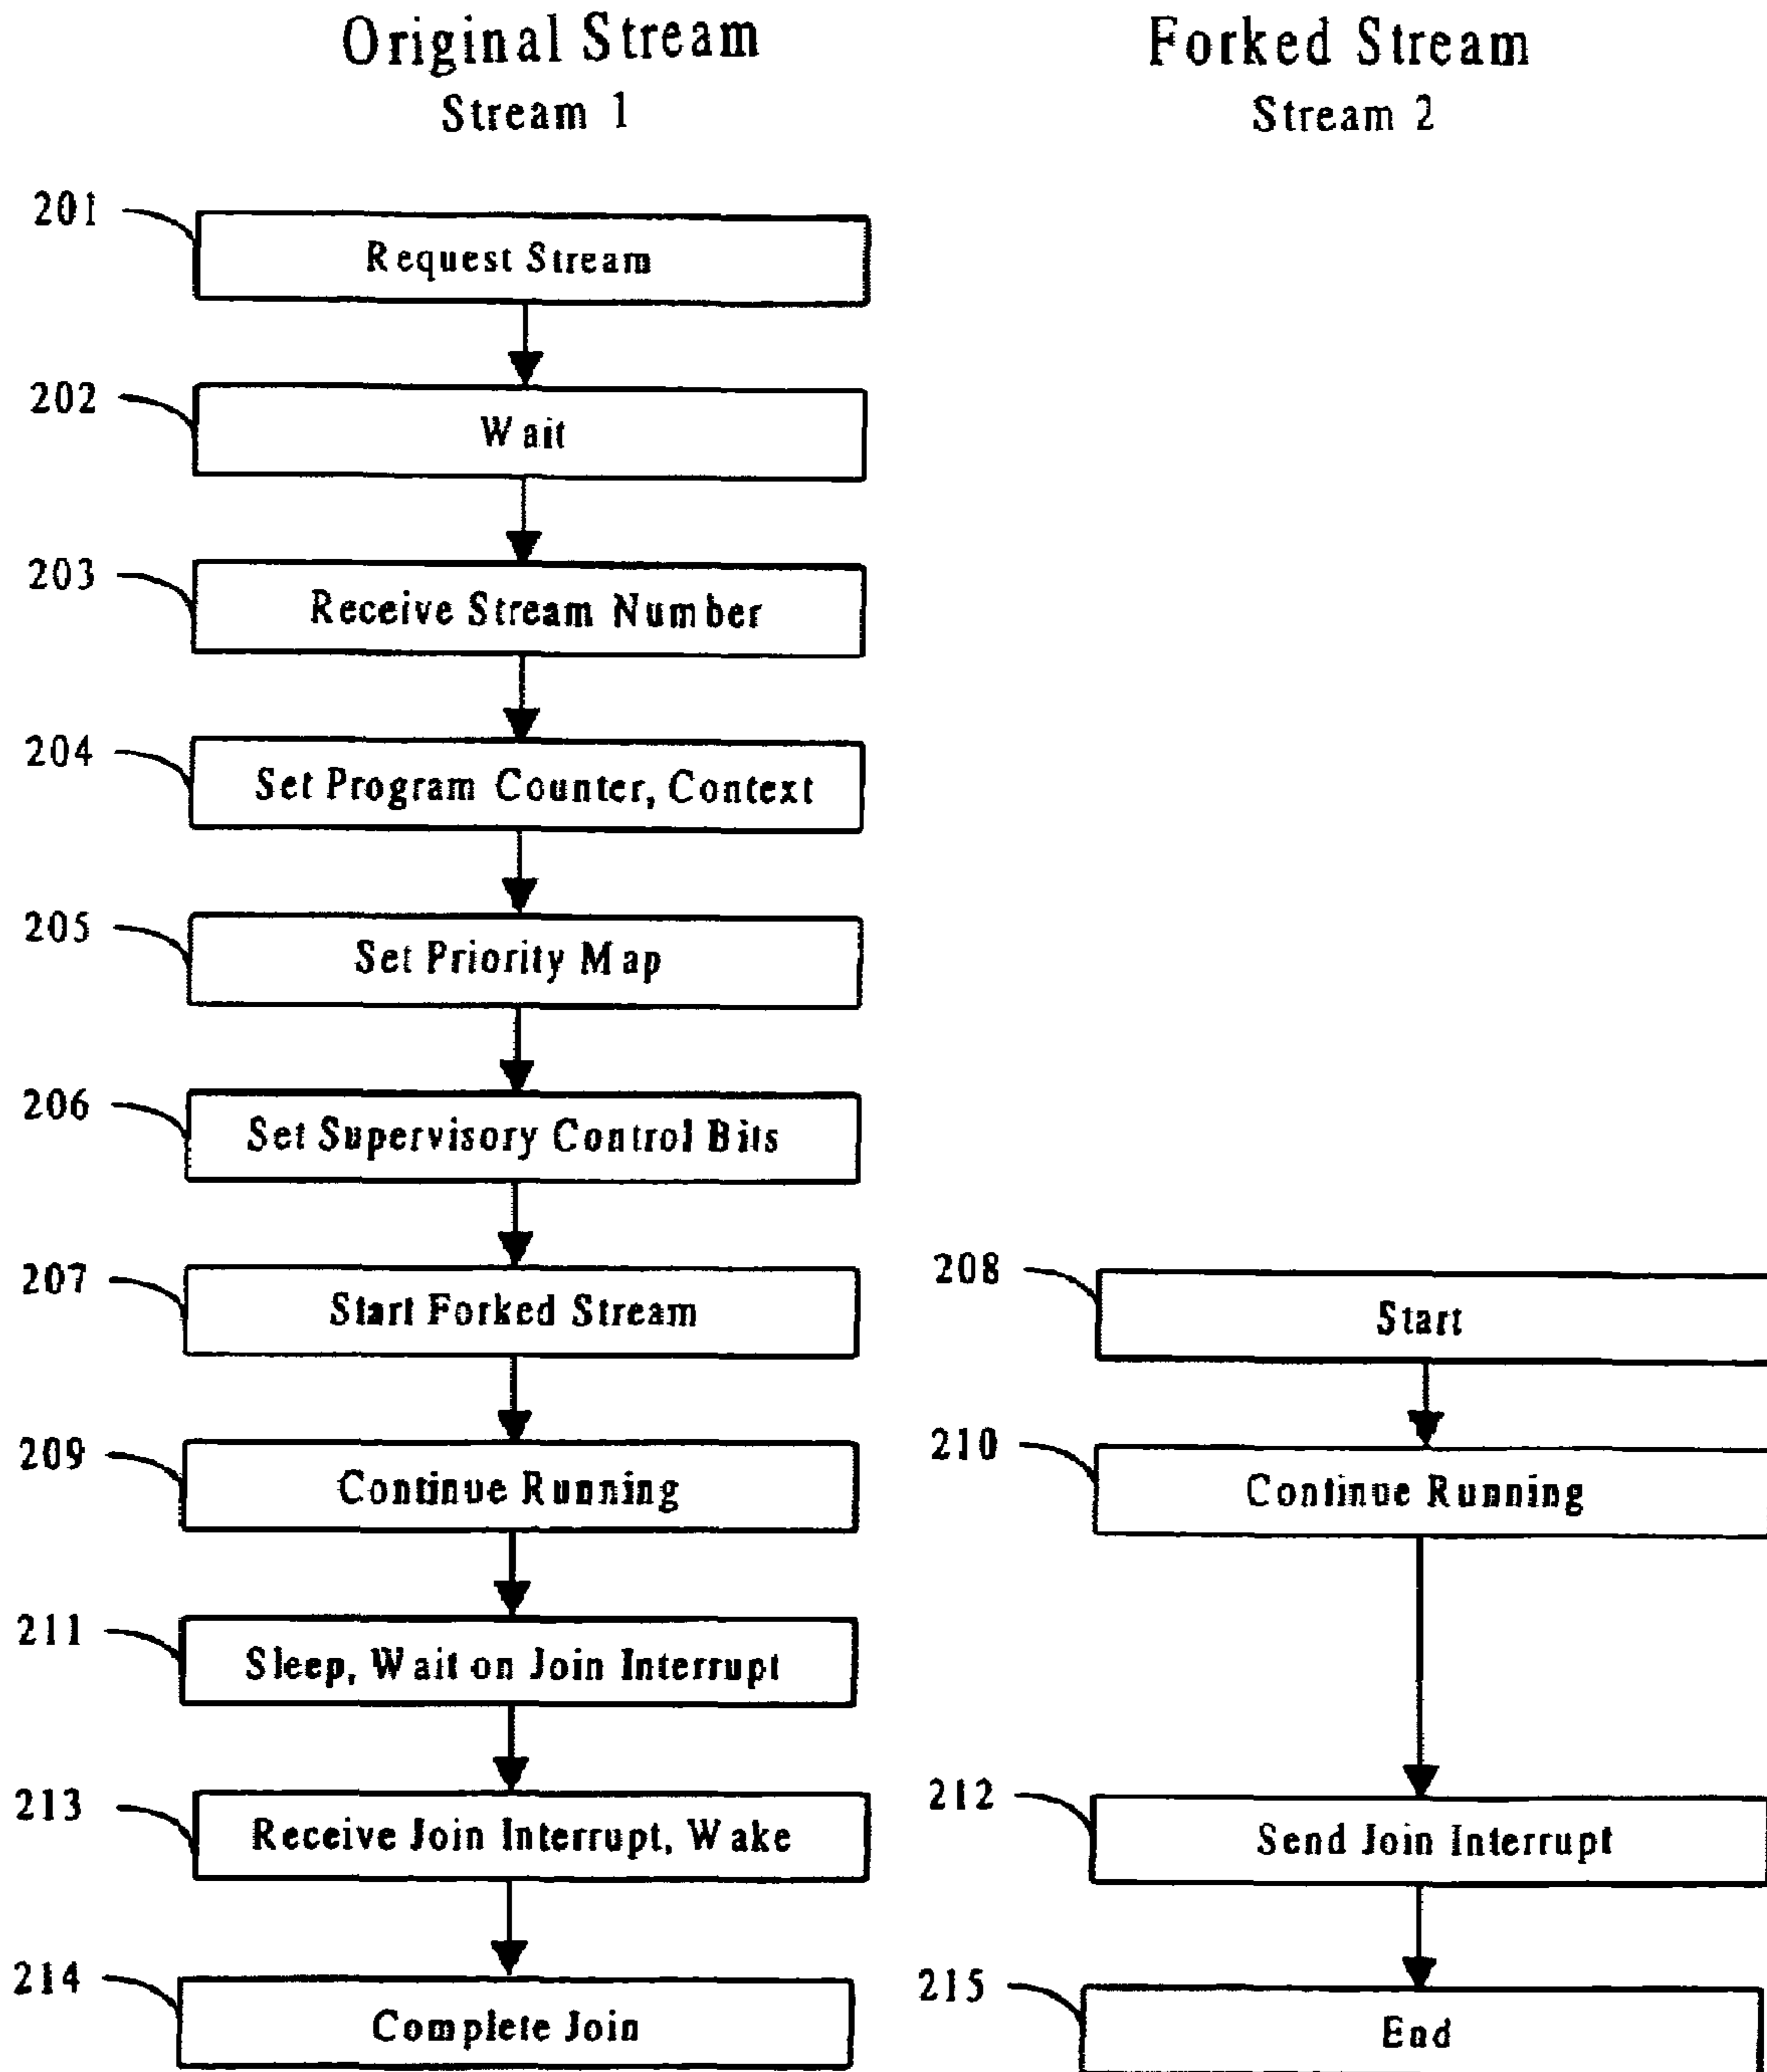 Original Stream
Stream 1
Forked Stream
Stream 2
201
Request Stream
202
Wait
203
Receive Stream Number
204
Set Program Counter, Context
205
Set Priority Map
206
Set Supervisory Control Bits
207
Start Forked Stream
208
Start
209
Continue Running
210
Continue Running
211
Sleep, Wait on Join Interrupt
213
Receive Join Interrupt, Wake
212
Send Join Interrupt
214
Complete Join
215
End